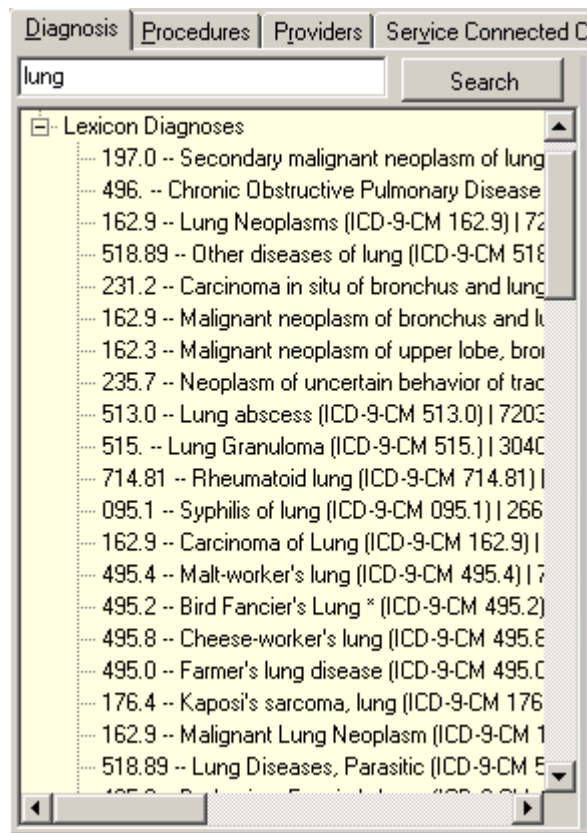 Diagnosis Procedures Providers Service Connected C
lung Search
Lexicon Diagnoses
197.0 -- Secondary malignant neoplasm of lung
496. -- Chronic Obstructive Pulmonary Disease
162.9 -- Lung Neoplasms (ICD-9-CM 162.9) | 72
518.89 -- Other diseases of lung (ICD-9-CM 518
231.2 -- Carcinoma in situ of bronchus and lung
162.9 -- Malignant neoplasm of bronchus and lu
162.3 -- Malignant neoplasm of upper lobe, bro
235.7 -- Neoplasm of uncertain behavior of trac
513.0 -- Lung abscess (ICD-9-CM 513.0) | 7203
515. -- Lung Granuloma (ICD-9-CM 515.) | 3040
714.81 -- Rheumatoid lung (ICD-9-CM 714.81) |
095.1 -- Syphilis of lung (ICD-9-CM 095.1) | 266
162.9 -- Carcinoma of Lung (ICD-9-CM 162.9) |
495.4 -- Malt-worker's lung (ICD-9-CM 495.4) | 7
495.2 -- Bird Fancier's Lung * (ICD-9-CM 495.2)
495.8 -- Cheese-worker's lung (ICD-9-CM 495.8
495.0 -- Farmer's lung disease (ICD-9-CM 495.0
176.4 -- Kaposi's sarcoma, lung (ICD-9-CM 176
162.9 -- Malignant Lung Neoplasm (ICD-9-CM 1
518.89 -- Lung Diseases, Parasitic (ICD-9-CM 5